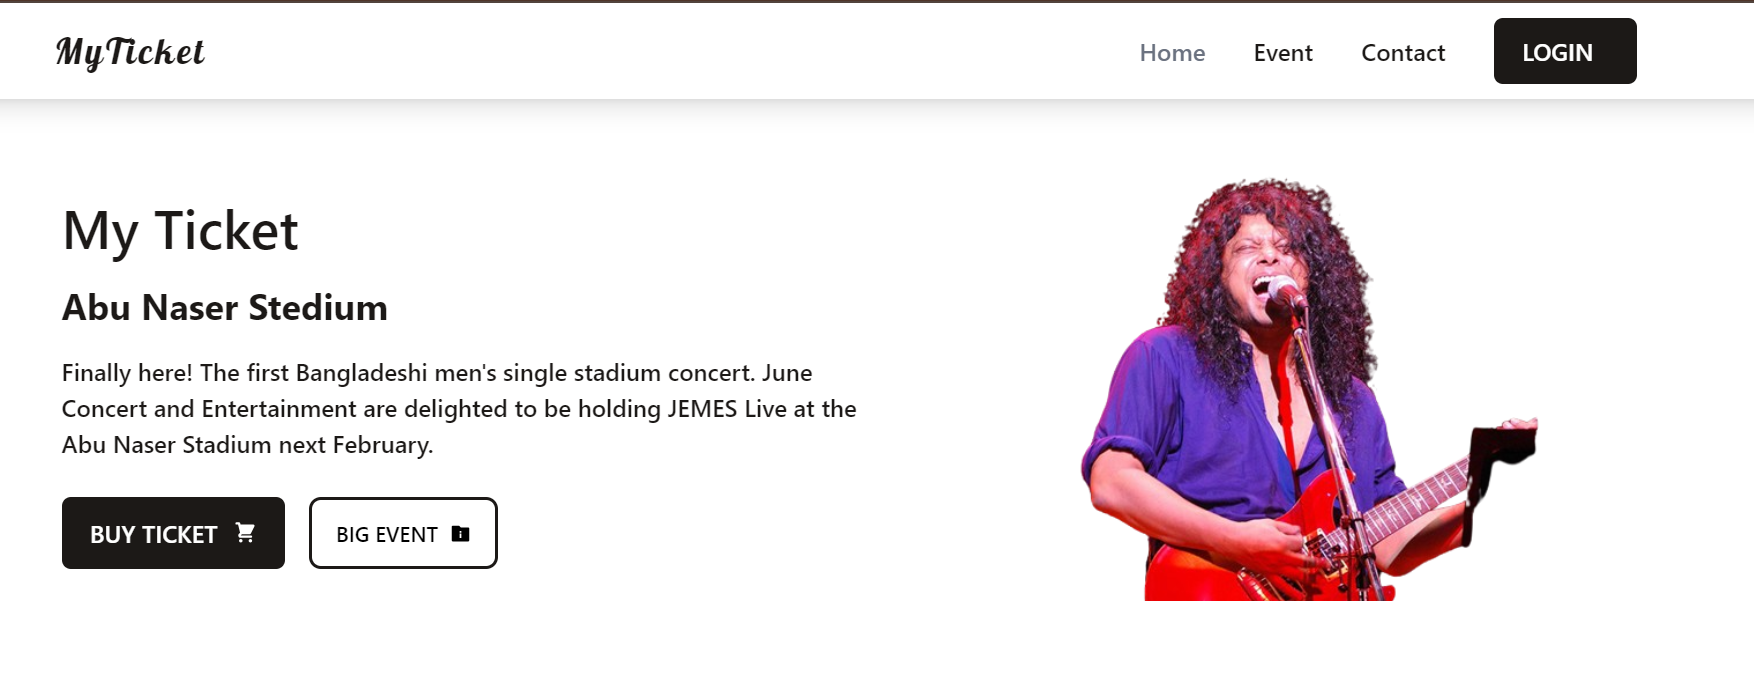 MyTicket
Home
Event
Contact
LOGIN
My Ticket
Abu Naser Stedium
Finally here! The first Bangladeshi men's single stadium concert. June
Concert and Entertainment are delighted to be holding JEMES Live at the
Abu Naser Stadium next February.
BUY TICKET
BIG EVENT